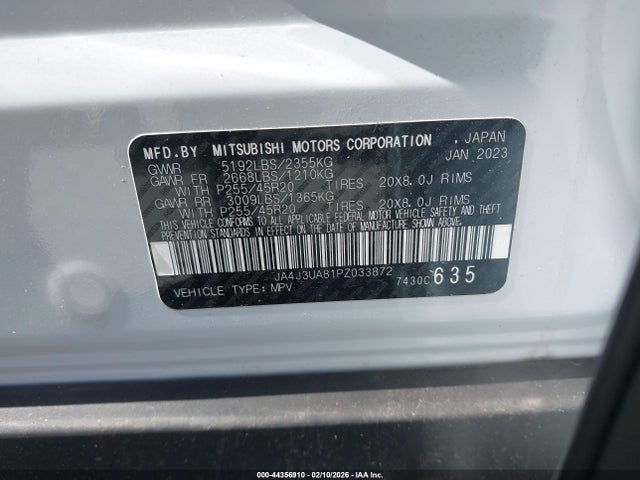 MFD.BY MITSUBISHI MOTORS CORPORATION , JAPAN
GVWR 5192LBS/2355KG JAN 2023
GAWR FR 2668LBS/1210KG
WITH P255/45R20 TIRES 20X8.0J RIMS
GAWR RR 3009LBS/1365KG
WITH P255/45R20 TIRES 20X8.0J RIMS
THIS VEHICLE CONFORMS TO ALL APPLICABLE FEDERAL MOTOR VEHICLE SAFETY AND THEFT
PREVENTION STANDARDS IN EFFECT ON THE DATE OF MANUFACTURE SHOWN ABOVE.
JA4J3UA81PZ033872
VEHICLE TYPE: MPV 7430C 635
000-44356910 | 02/10/2026 - IAAHQ